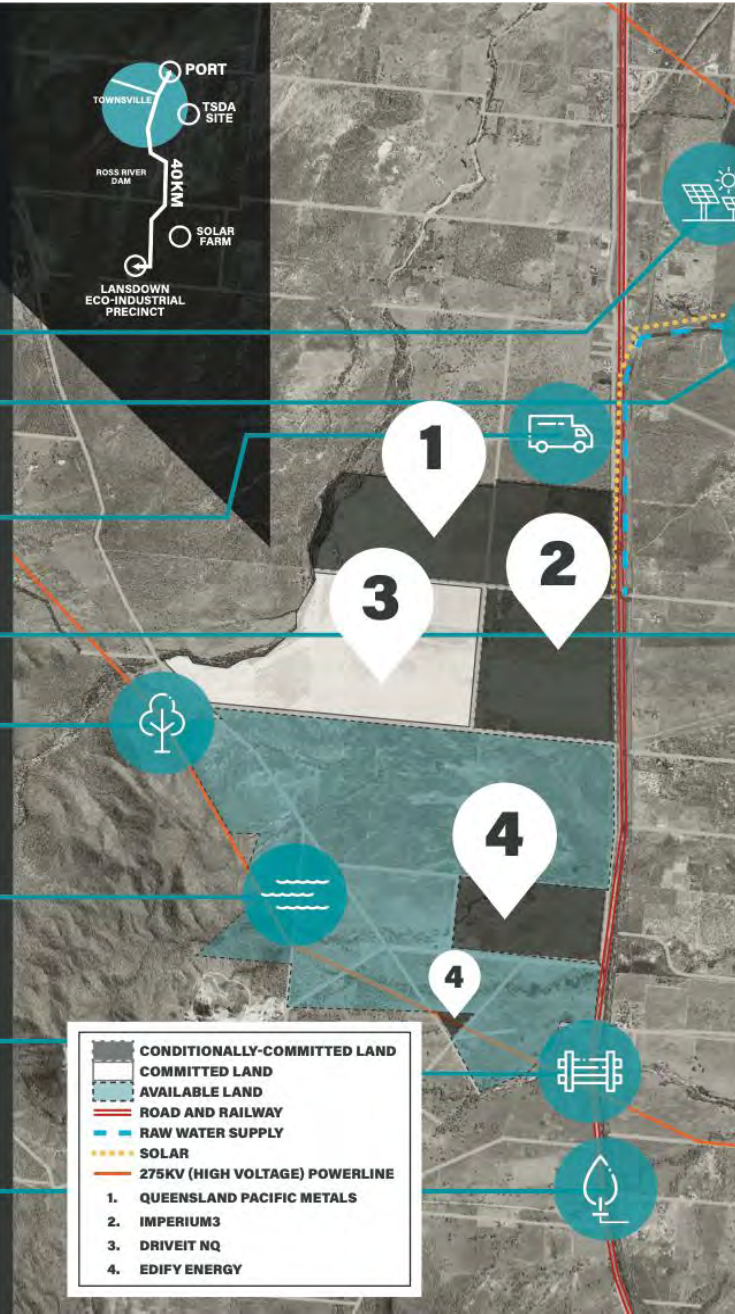 PORT
TOWNSVILLE
TSDA
SITE
ROSS RIVER
DAM
40KM
SOLAR
FARM
LANSDOWN
ECO-INDUSTRIAL
PRECINCT
1
2
3
4
4
CONDITIONALLY-COMMITTED LAND
COMMITTED LAND
AVAILABLE LAND
ROAD AND RAILWAY
RAW WATER SUPPLY
SOLAR
275KV (HIGH VOLTAGE) POWERLINE
1. QUEENSLAND PACIFIC METALS
2. IMPERIUM3
3. DRIVEIT NQ
4. EDIFY ENERGY